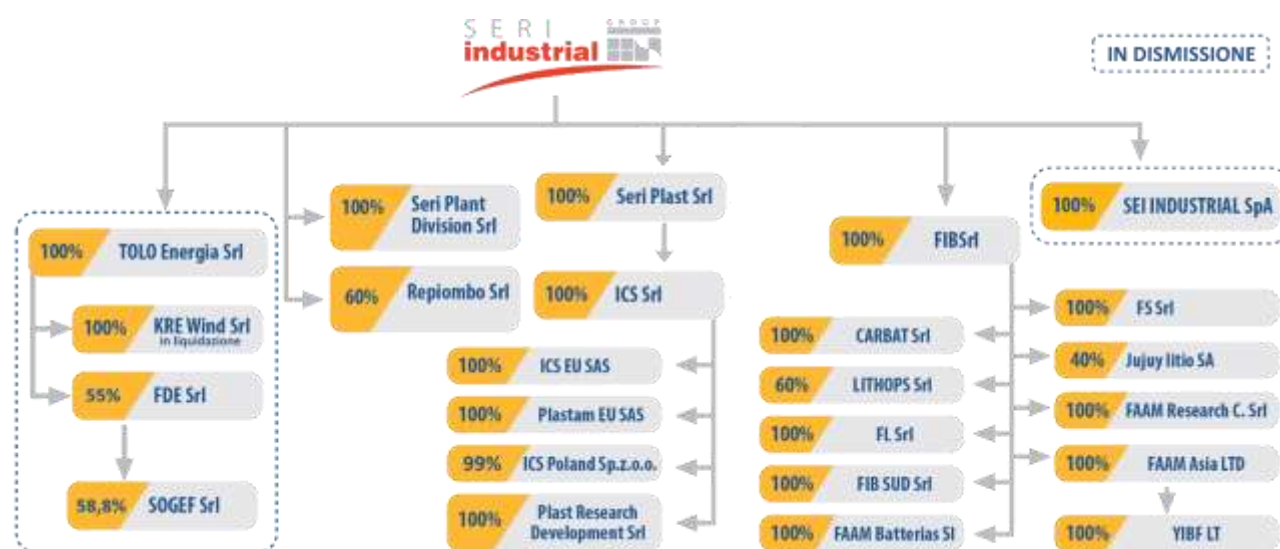 SERI
GROUP
industrial
IN DISMISSIONE
100% TOLO Energia Srl
100% KRE Wind Srl
in liquidazione
55% FDE Srl
58,8% SOGEF Srl
100% Seri Plant
Division Srl
60% Repiombo Srl
100% Seri Plast Srl
100% ICS Srl
100% ICS EU SAS
100% Plastam EU SAS
99% ICS Poland Sp.z.o.o.
100% Plast Research
Development Srl
100% FIBSrl
100% CARBAT Srl
60% LITHOPS Srl
100% FL Srl
100% FIB SUD Srl
100% FAAM Batterias Sl
100% SEI INDUSTRIAL SpA
100% FS Srl
40% Jujuy litio SA
100% FAAM Research C. Srl
100% FAAM Asia LTD
100% YIBF LT